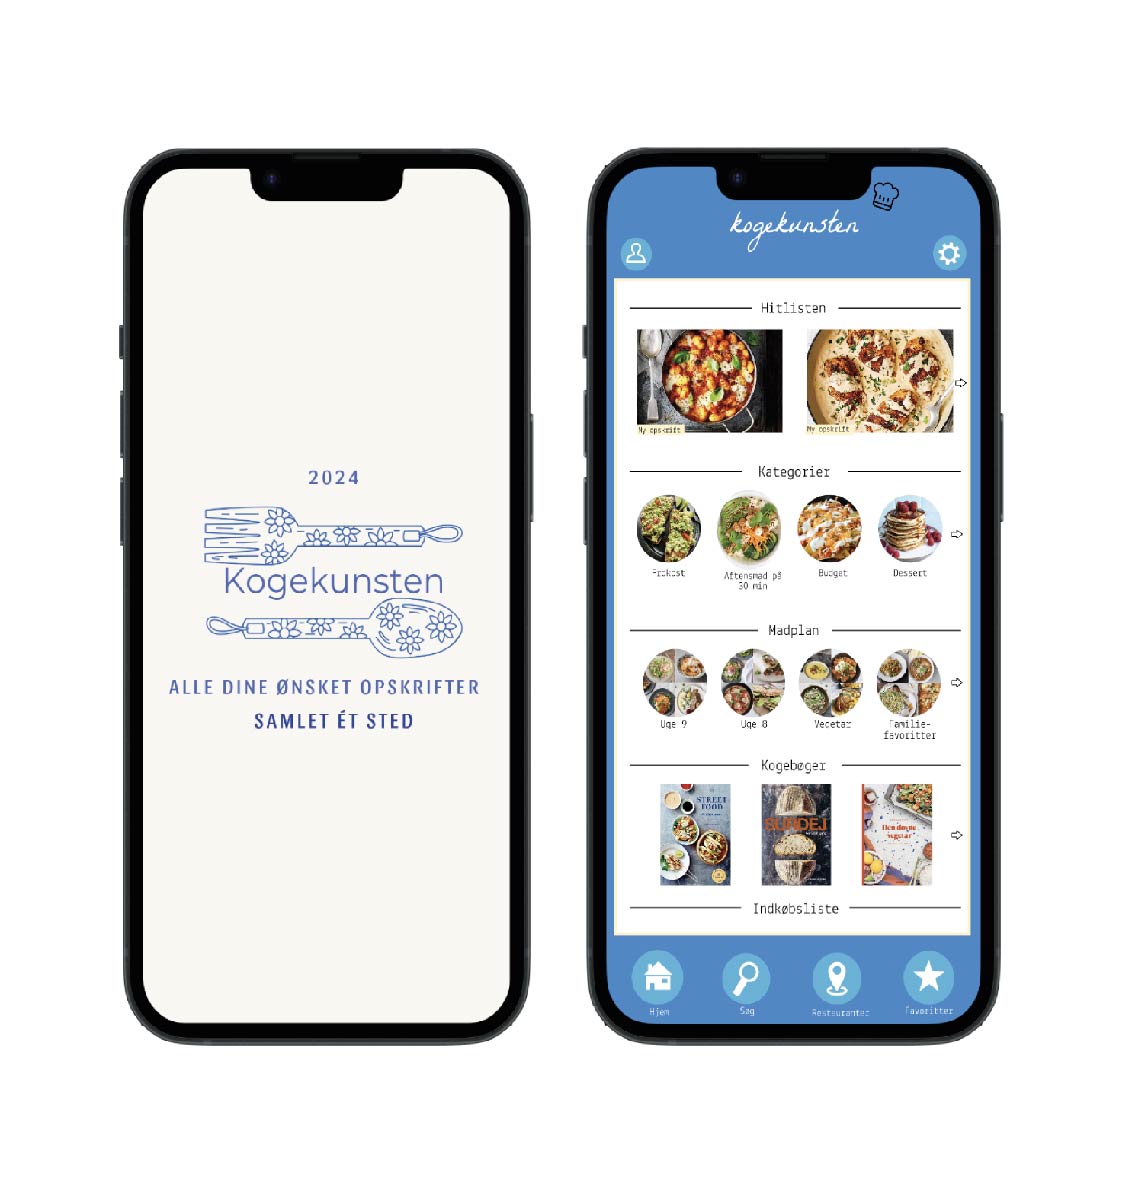 2024
Kogekunsten
ALLE DINE ØNSKET OPSKRIFTER
SAMLET ÉT STED
kogekunsten
Hitlisten
Ny opskrift
Ny opskrift
Kategorier
Frokost
Aftensmad på
30 min
Budget
Dessert
Madplan
Uge 9
Uge 8
Vegetar
Familie-
favoritter
Kogebøger
STREET
FOOD
Den dovne
vegetar
Indkøbsliste
Hjem
Søg
Restauranter
Favoritter